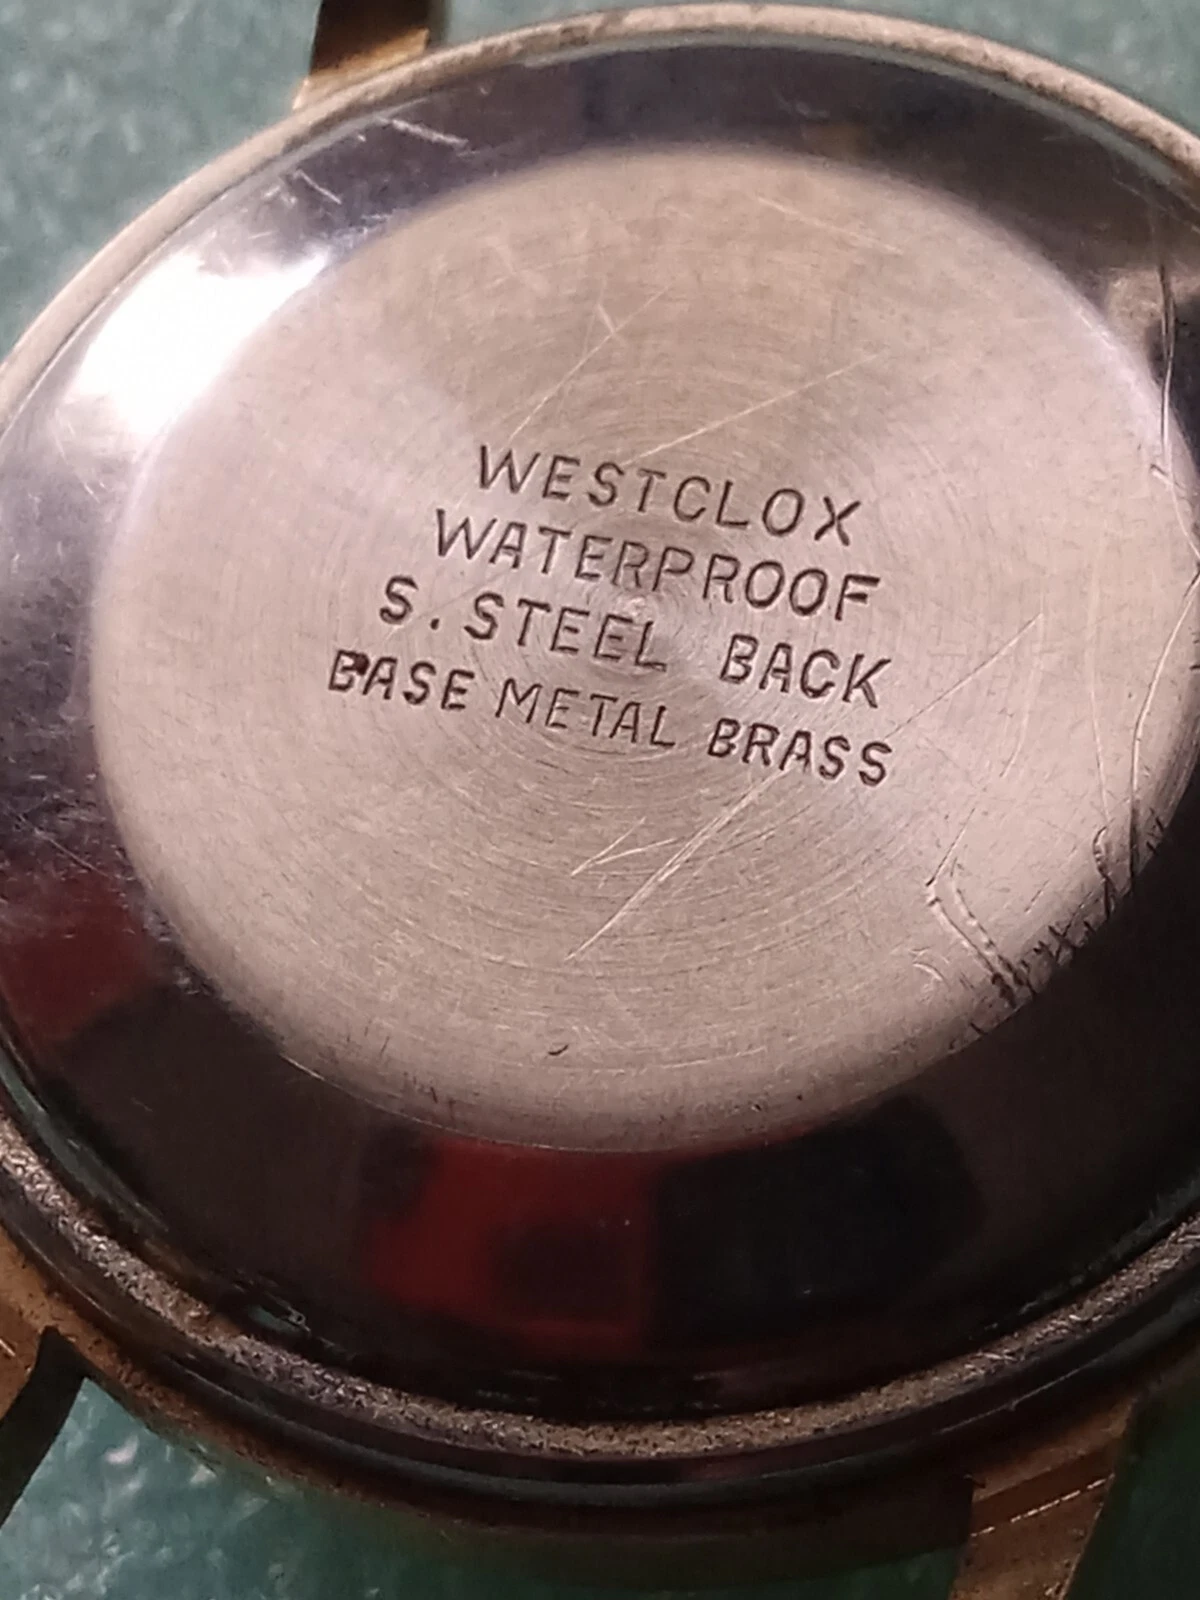 WESTCLOX
WATERPROOF
S. STEEL BACK
BASE METAL BRASS